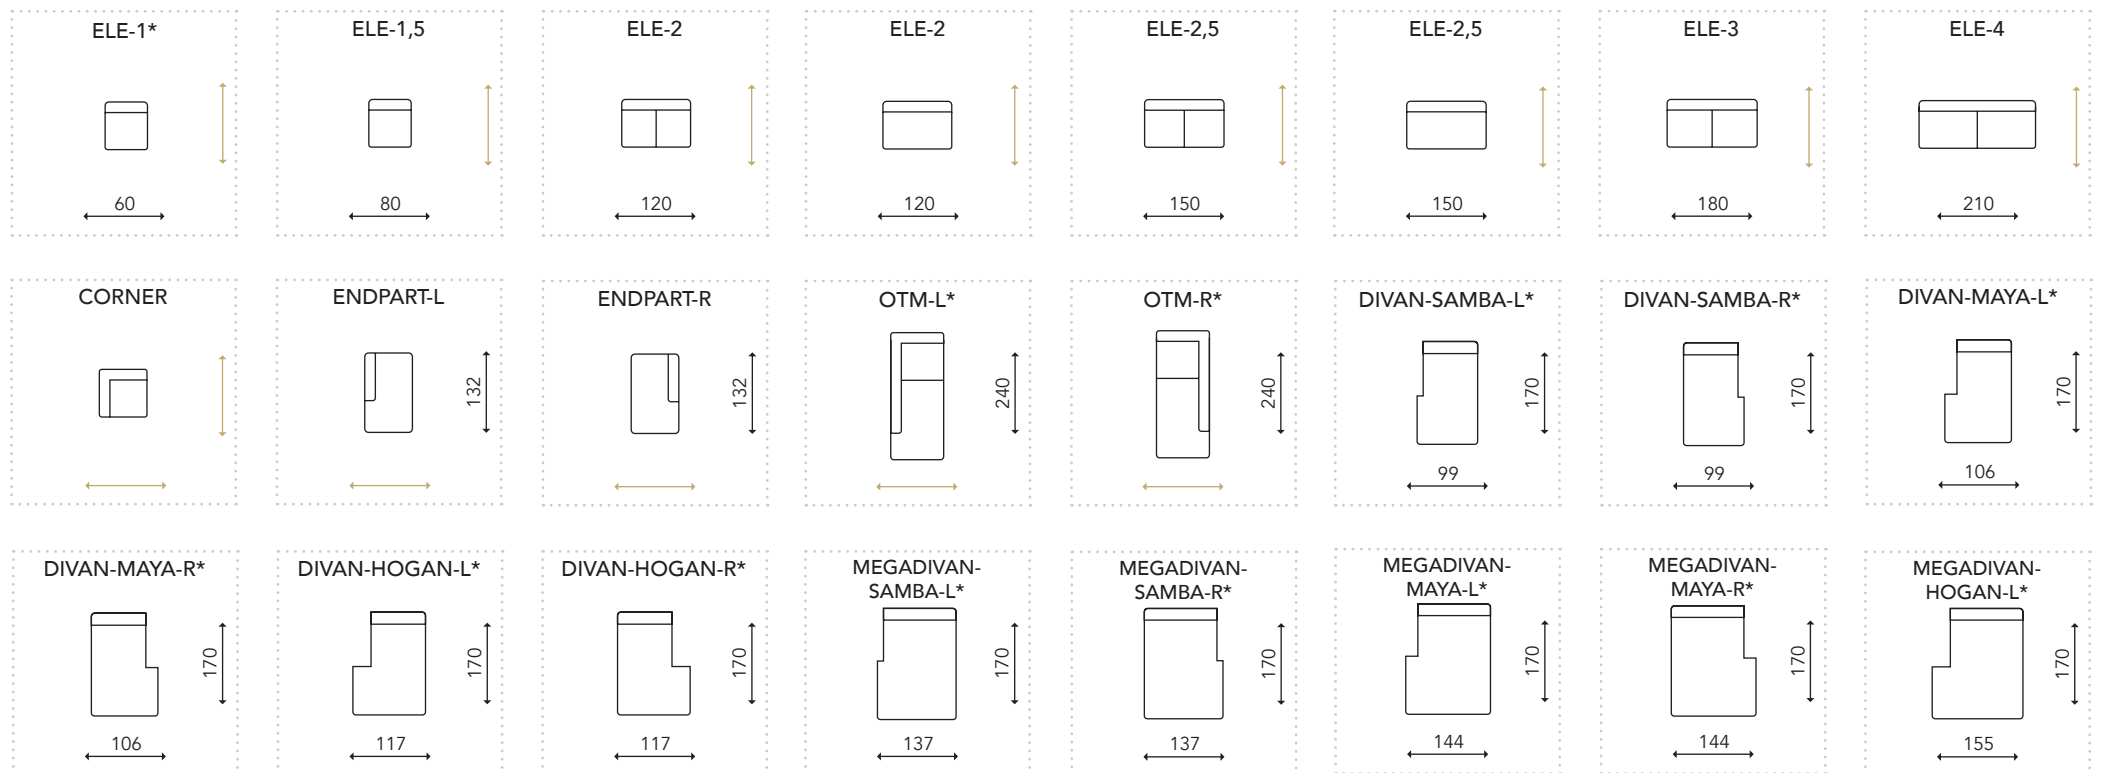 ELE-1*
ELE-1,5
ELE-2
ELE-2
ELE-2,5
ELE-2,5
ELE-3
ELE-4
60
80
120
120
150
150
180
210
CORNER
ENDPART-L
ENDPART-R
OTM-L*
OTM-R*
DIVAN-SAMBA-L*
DIVAN-SAMBA-R*
DIVAN-MAYA-L*
132
132
240
240
170
170
170
99
99
106
DIVAN-MAYA-R*
DIVAN-HOGAN-L*
DIVAN-HOGAN-R*
MEGADIVAN-
SAMBA-L*
MEGADIVAN-
SAMBA-R*
MEGADIVAN-
MAYA-L*
MEGADIVAN-
MAYA-R*
MEGADIVAN-
HOGAN-L*
170
170
170
170
170
170
170
170
106
117
117
137
137
144
144
155